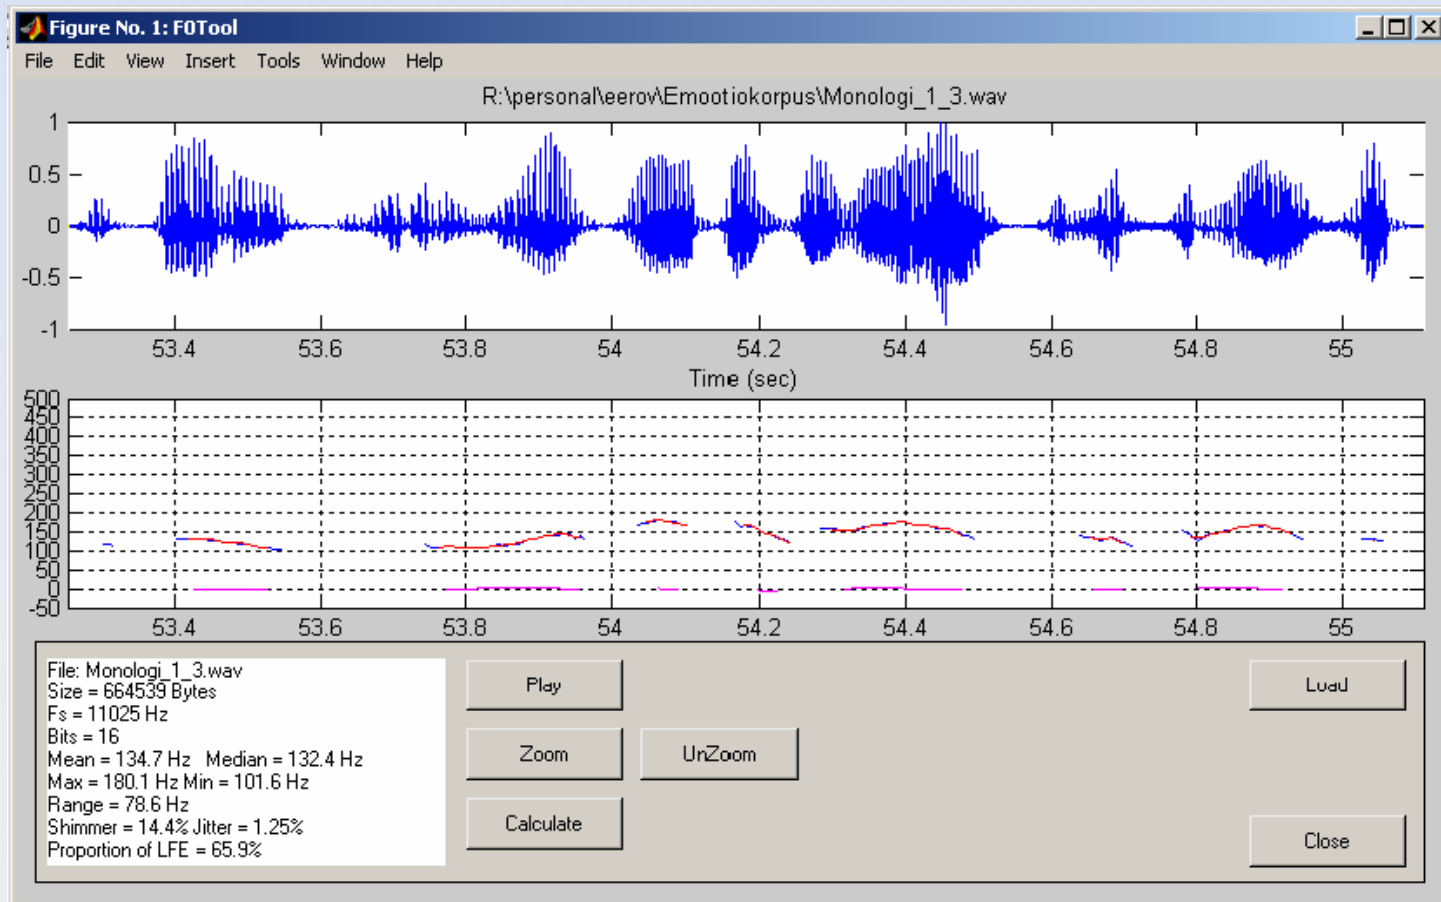 Figure No. 1: F0Tool
File Edit View Insert Tools Window Help
R:\personal\eerov\Emootiokorpus\Monologi_1_3.wav
1
0.5
0
-0.5
-1
53.4 53.6 53.8 54 54.2 54.4 54.6 54.8 55
Time (sec)
500
450
400
350
300
250
200
150
100
50
0
-50
53.4 53.6 53.8 54 54.2 54.4 54.6 54.8 55
File: Monologi_1_3.wav
Size = 664539 Bytes
Fs = 11025 Hz
Bits = 16
Mean = 134.7 Hz Median = 132.4 Hz
Max = 180.1 Hz Min = 101.6 Hz
Range = 78.6 Hz
Shimmer = 14.4% Jitter = 1.25%
Proportion of LFE = 65.9%
Play
Load
Zoom UnZoom
Calculate
Close